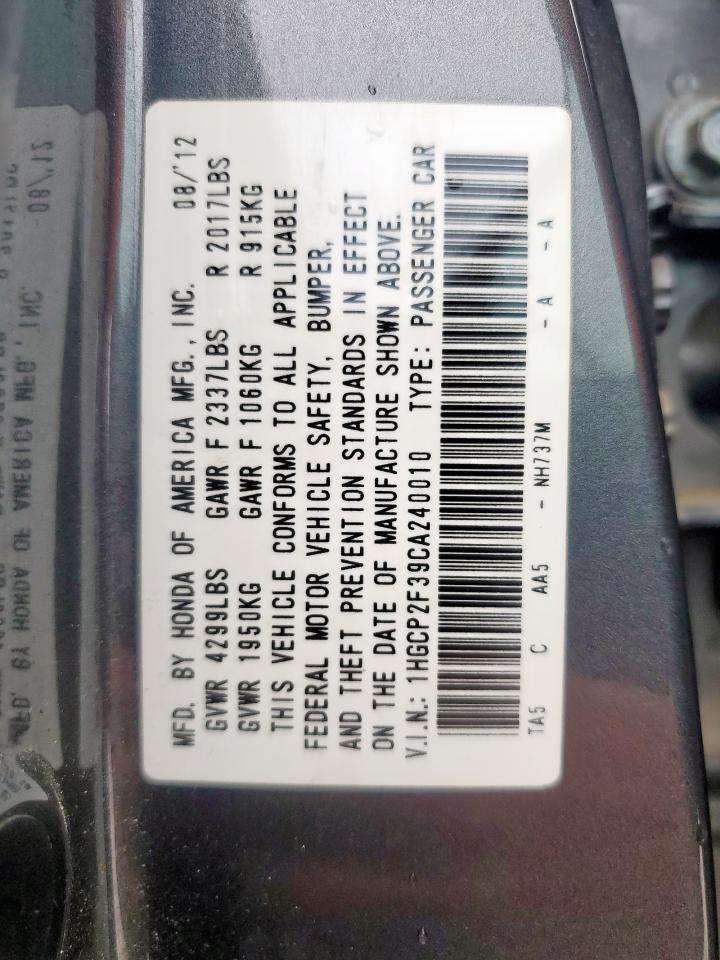 MFD. BY HONDA OF AMERICA MFG., INC. 08/'12
GVWR 4299LBS GAWR F 2337LBS R 2017LBS
GVWR 1950KG GAWR F 1060KG R 915KG
THIS VEHICLE CONFORMS TO ALL APPLICABLE
FEDERAL MOTOR VEHICLE SAFETY, BUMPER,
AND THEFT PREVENTION STANDARDS IN EFFECT
ON THE DATE OF MANUFACTURE SHOWN ABOVE.
V.I.N.: 1HGCP2F39CA240010 TYPE: PASSENGER CAR
TA5 C AA5 - NH737M - A - A